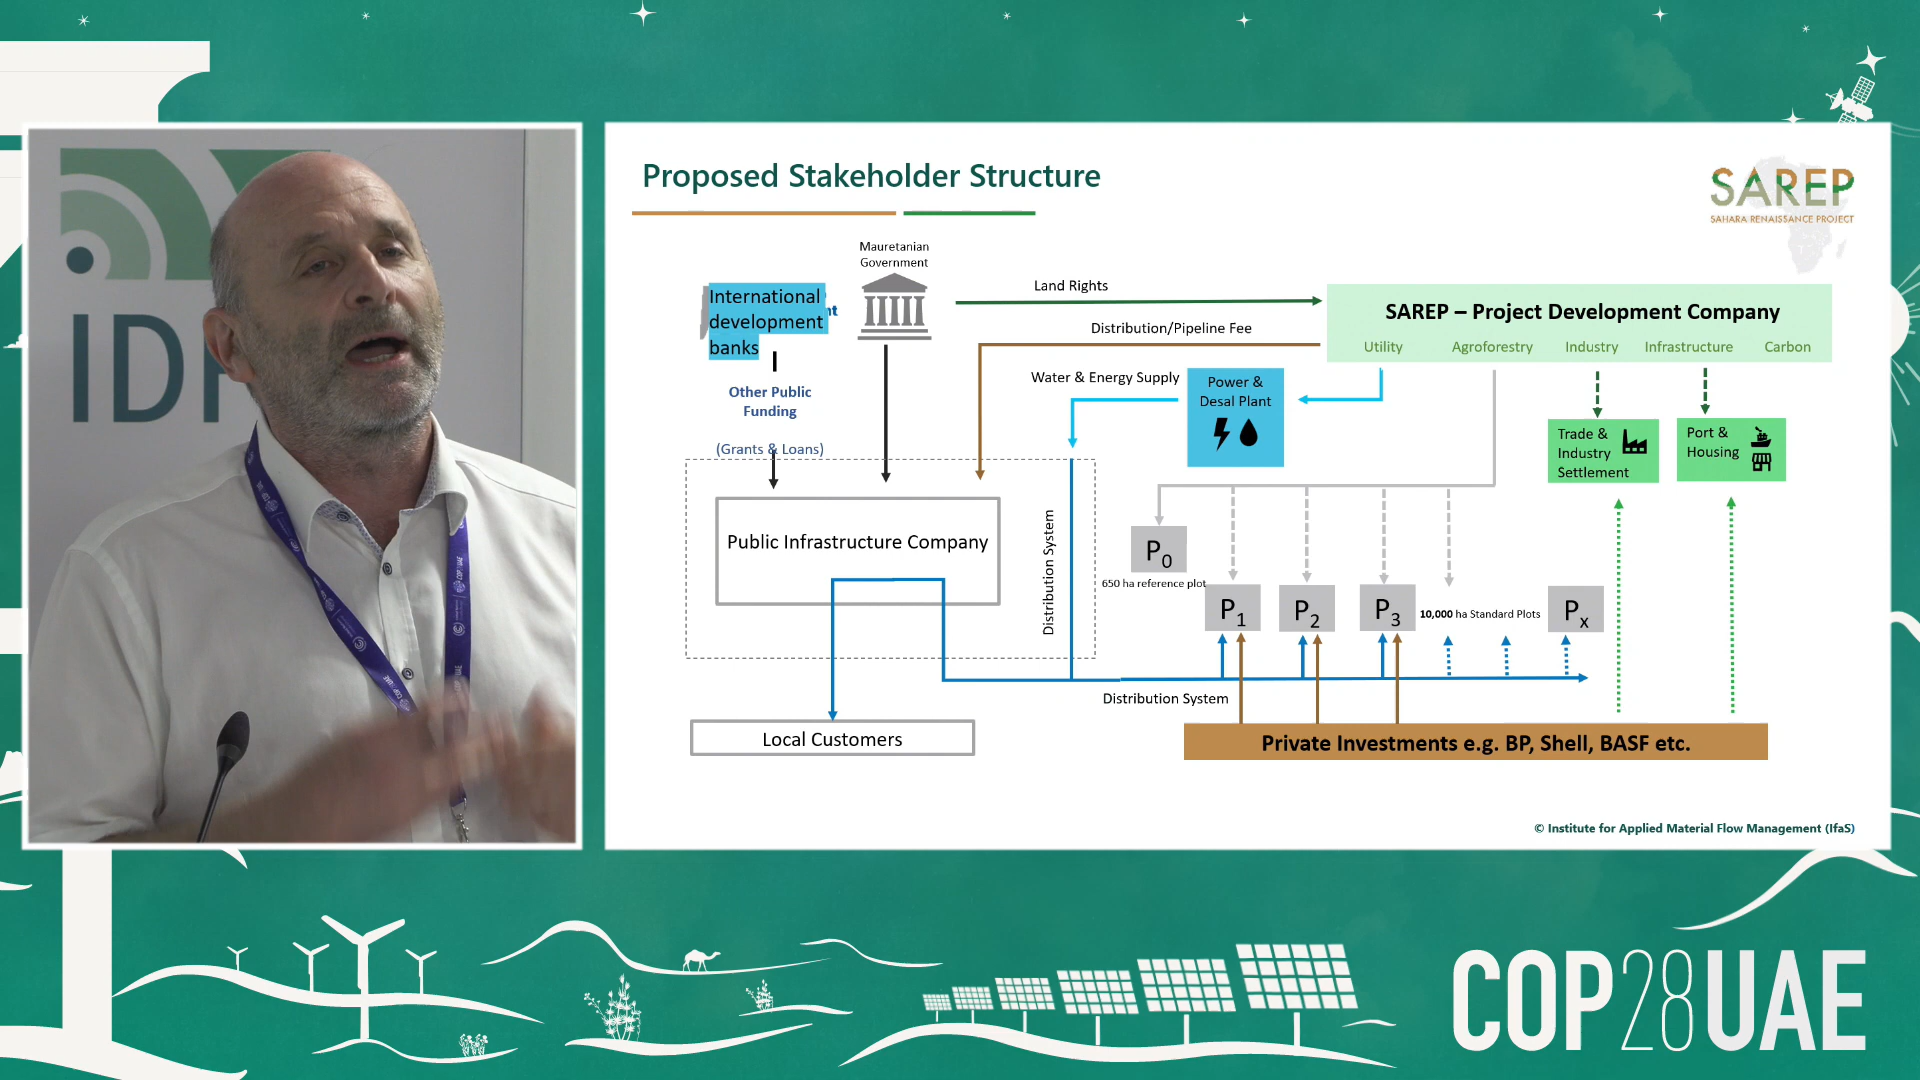 IDF
Proposed Stakeholder Structure
SAREP
SAHARA RENAISSANCE PROJECT
Mauretanian
Government
International
development
banks
nt
Other Public
Funding
(Grants & Loans)
Land Rights
Distribution/Pipeline Fee
SAREP – Project Development Company
Utility Agroforestry Industry Infrastructure Carbon
Water & Energy Supply
Power &
Desal Plant
Trade &
Industry
Settlement
Port &
Housing
Public Infrastructure Company
Distribution System
P0
650 ha reference plot
P1
P2
P3
10,000 ha Standard Plots
Px
Distribution System
Local Customers
Private Investments e.g. BP, Shell, BASF etc.
© Institute for Applied Material Flow Management (IfaS)
COP28UAE